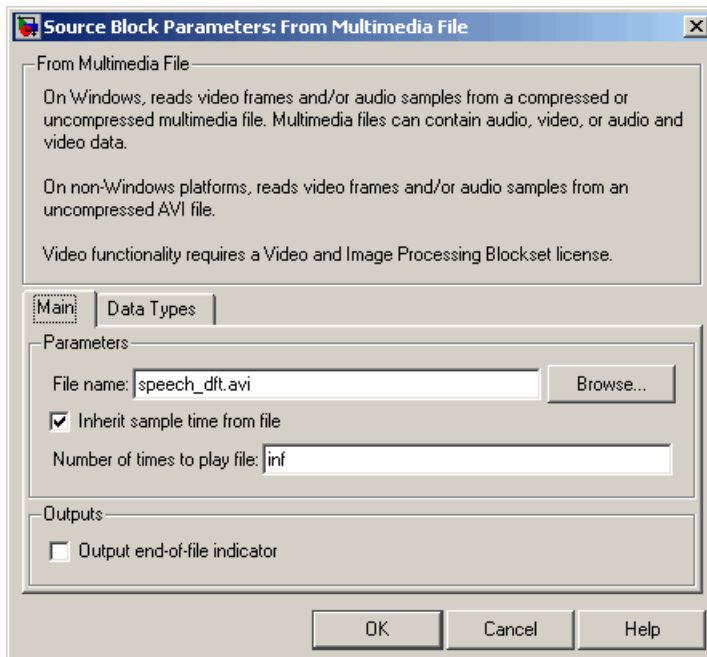 Source Block Parameters: From Multimedia File
From Multimedia File
On Windows, reads video frames and/or audio samples from a compressed or
uncompressed multimedia file. Multimedia files can contain audio, video, or audio and
video data.
On non-Windows platforms, reads video frames and/or audio samples from an
uncompressed AVI file.
Video functionality requires a Video and Image Processing Blockset license.
Main Data Types
Parameters
File name: speech_dft.avi Browse...
Inherit sample time from file
Number of times to play file: inf
Outputs
Output end-of-file indicator
OK Cancel Help